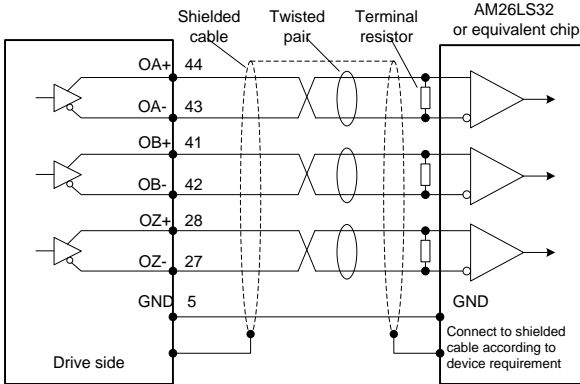 Shielded
cable
Twisted
pair
Terminal
resistor
AM26LS32
or equivalent chip
OA+ 44
OA- 43
OB+ 41
OB- 42
OZ+ 28
OZ- 27
GND 5
GND
Connect to shielded
cable according to
device requirement
Drive side